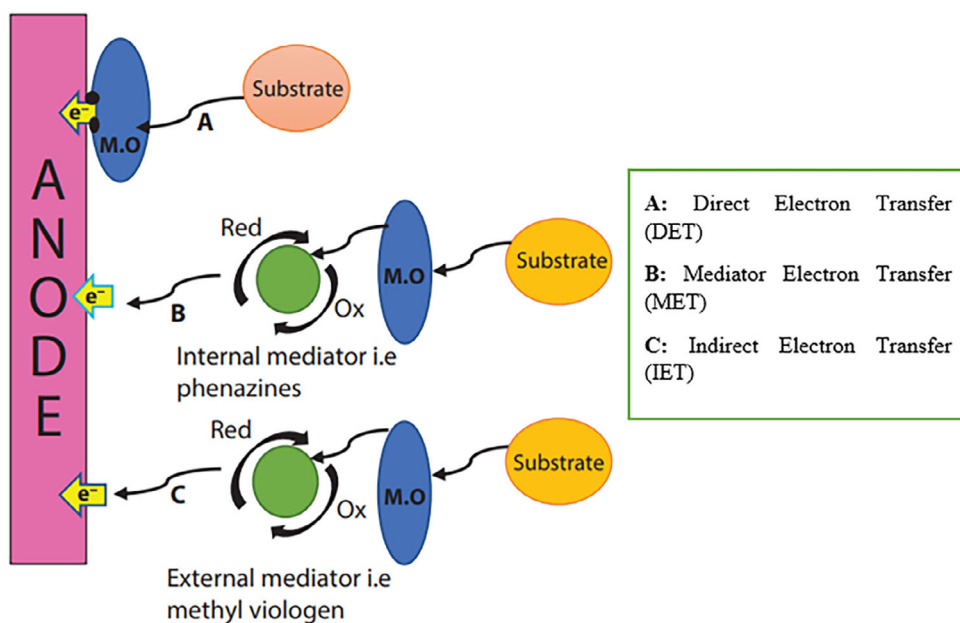 ANODE
Substrate
e⁻
M.O
A
Red
e⁻
B
Ox
M.O
Substrate
Internal mediator i.e
phenazines
Red
e⁻
C
Ox
M.O
Substrate
External mediator i.e
methyl viologen
A: Direct Electron Transfer
(DET)
B: Mediator Electron Transfer
(MET)
C: Indirect Electron Transfer
(IET)